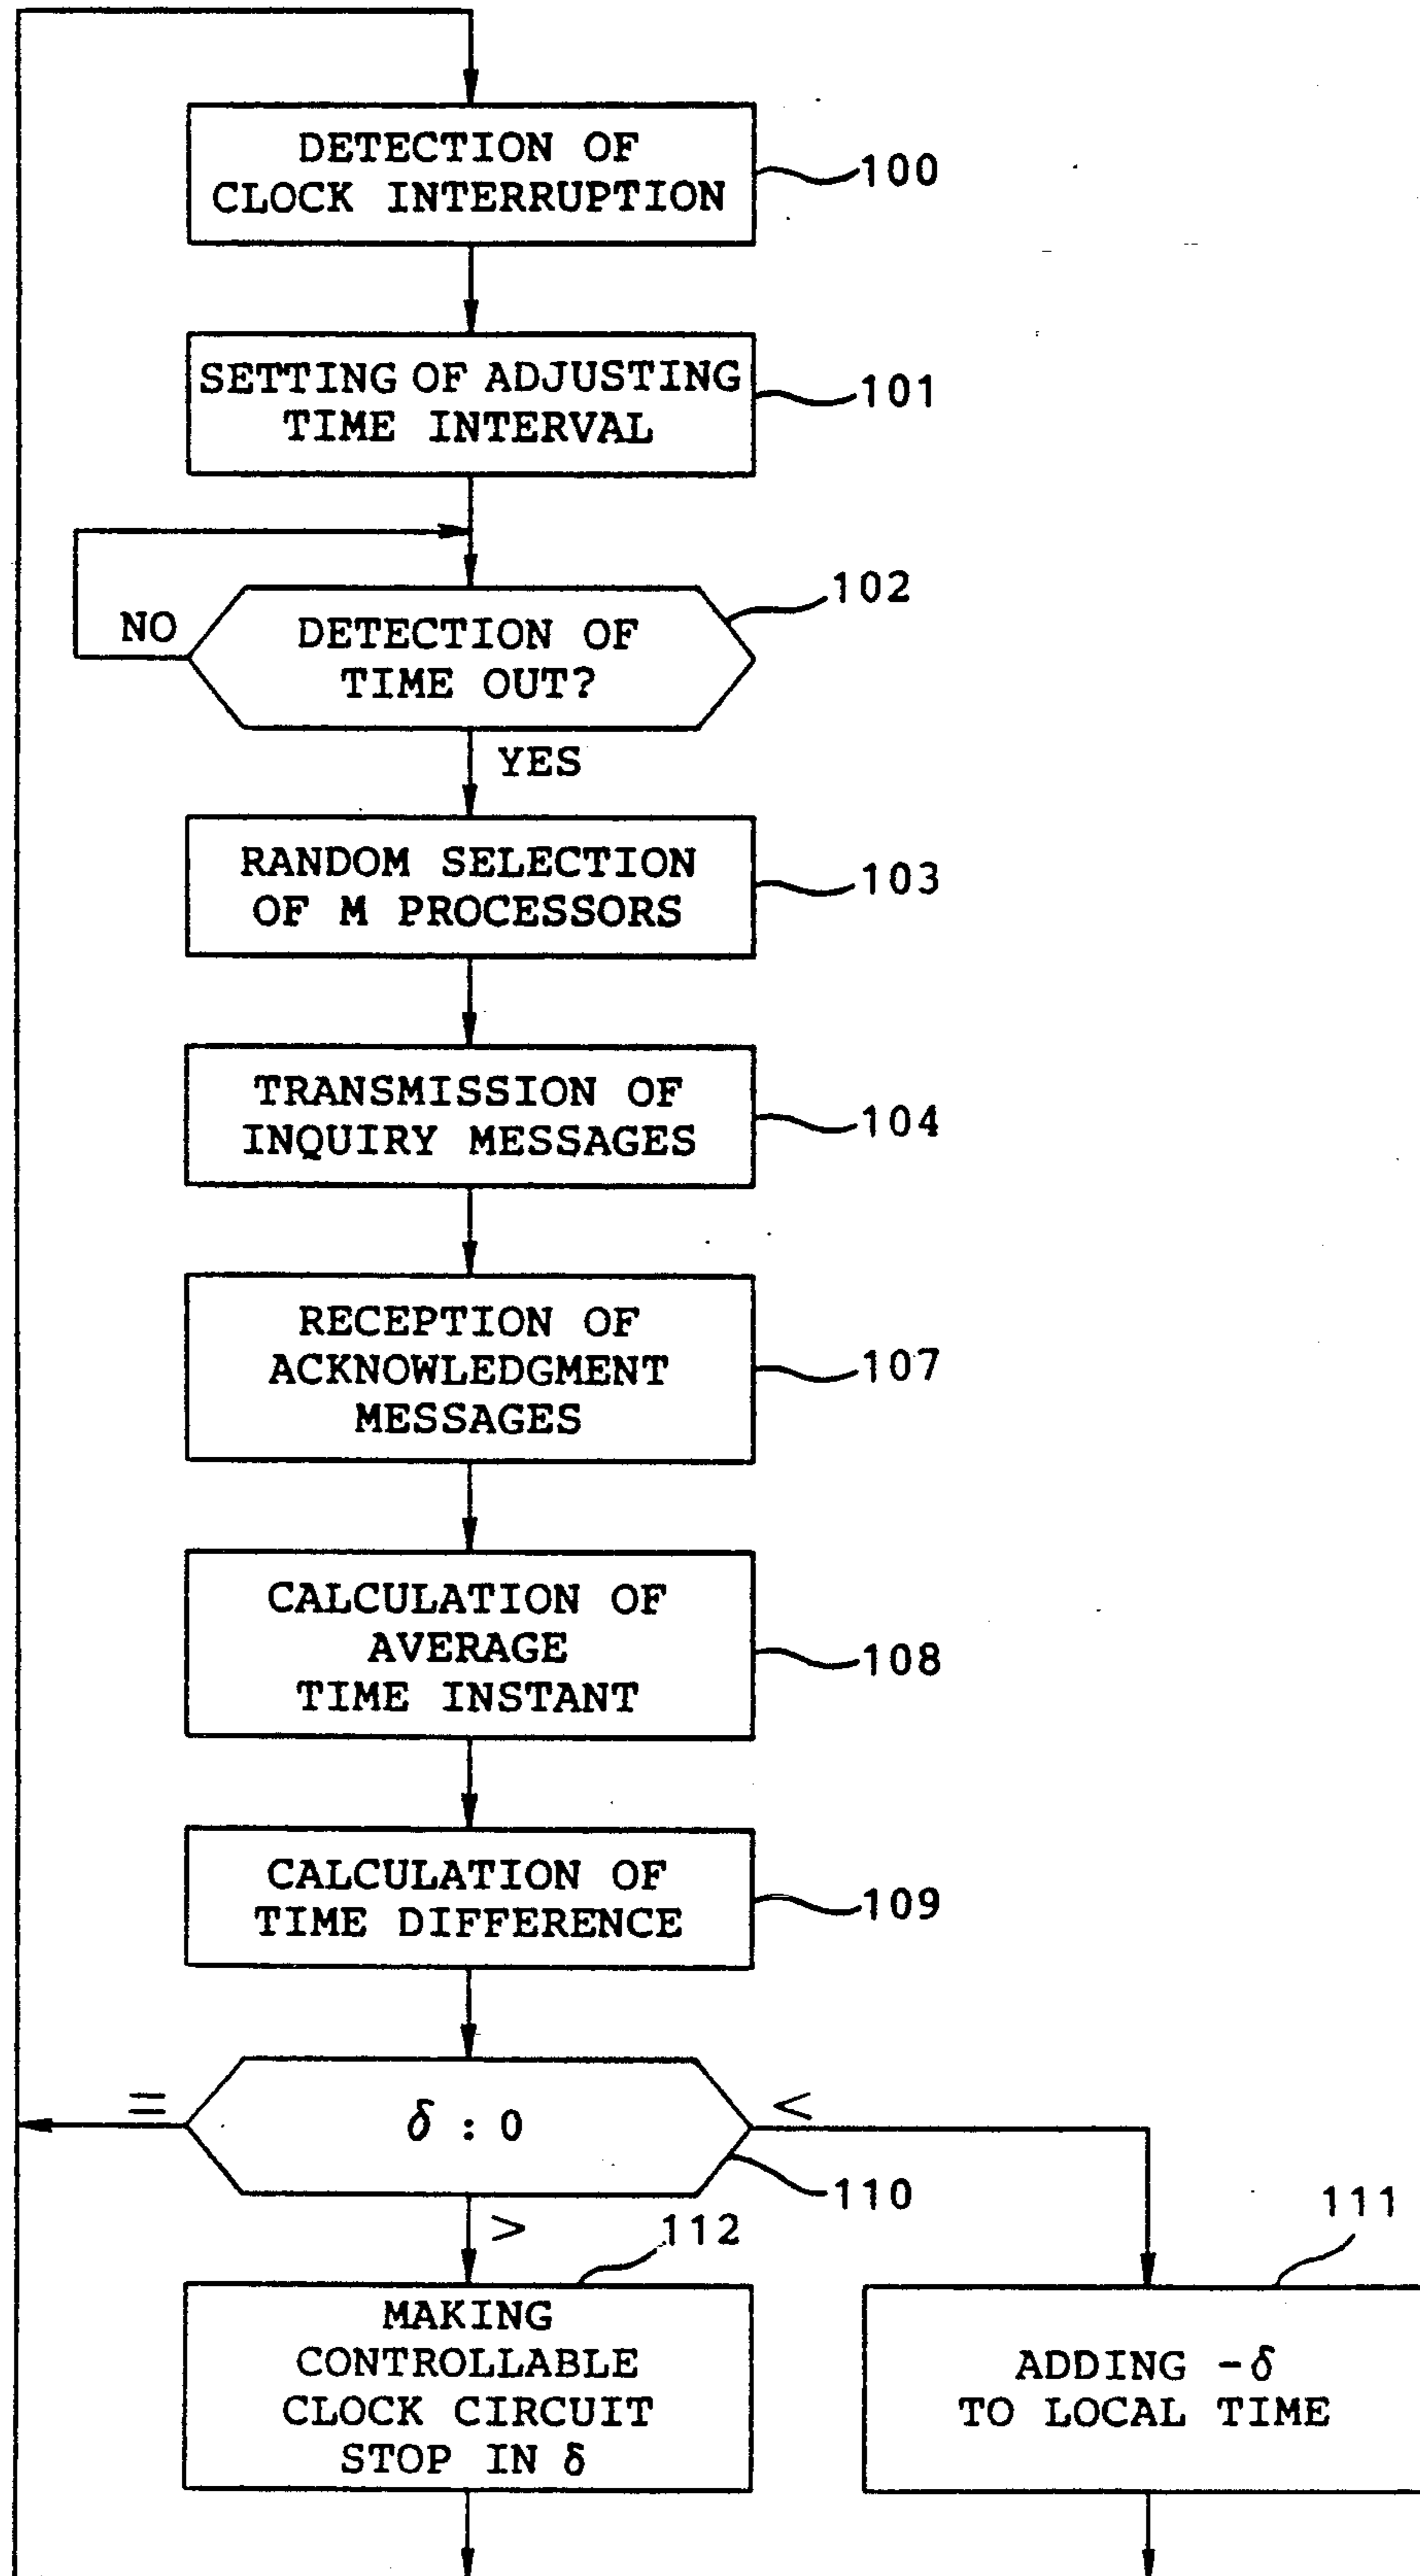 DETECTION OF
CLOCK INTERRUPTION
100
SETTING OF ADJUSTING
TIME INTERVAL
101
102
NO
DETECTION OF
TIME OUT?
YES
RANDOM SELECTION
OF M PROCESSORS
103
TRANSMISSION OF
INQUIRY MESSAGES
104
RECEPTION OF
ACKNOWLEDGMENT
MESSAGES
107
CALCULATION OF
AVERAGE
TIME INSTANT
108
CALCULATION OF
TIME DIFFERENCE
109
=
δ : 0
<
110
>
112
111
MAKING
CONTROLLABLE
CLOCK CIRCUIT
STOP IN δ
ADDING -δ
TO LOCAL TIME